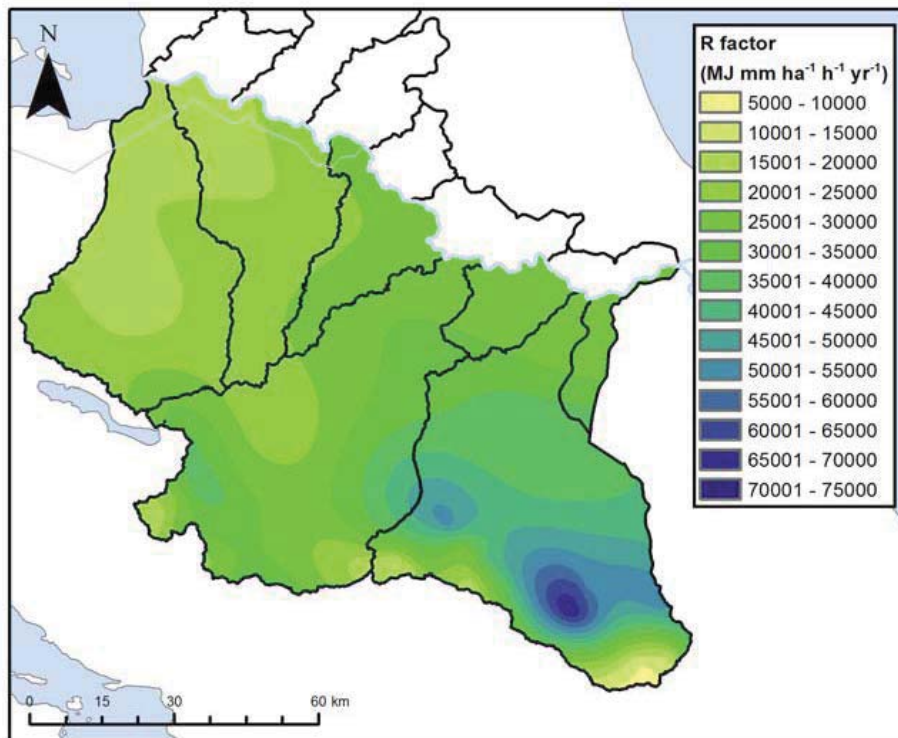 N
R factor
(MJ mm ha⁻¹ h⁻¹ yr⁻¹)
5000 - 10000
10001 - 15000
15001 - 20000
20001 - 25000
25001 - 30000
30001 - 35000
35001 - 40000
40001 - 45000
45001 - 50000
50001 - 55000
55001 - 60000
60001 - 65000
65001 - 70000
70001 - 75000
0 15 30 60 km